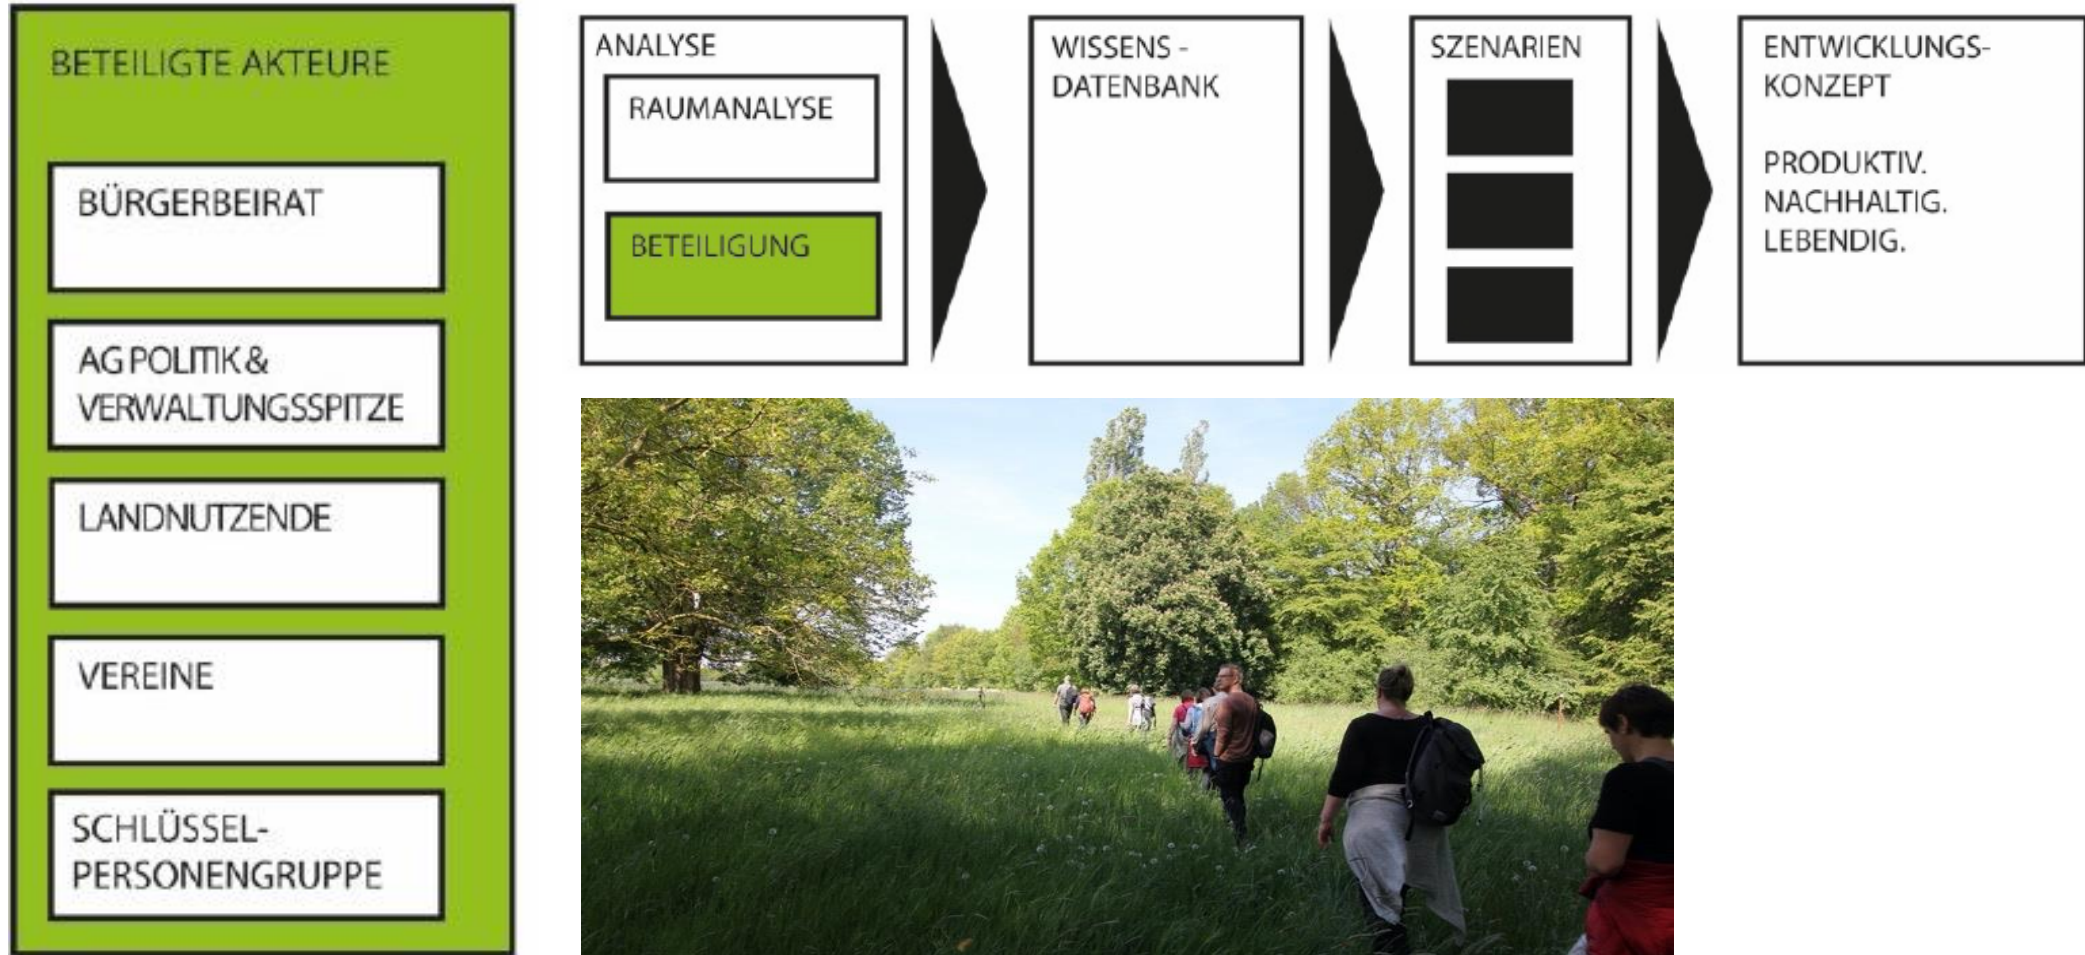 BETEILIGTE AKTEURE
BÜRGERBEIRAT
AG POLITIK &
VERWALTUNGSSPITZE
LANDNUTZENDE
VEREINE
SCHLÜSSEL-
PERSONENGRUPPE
ANALYSE
RAUMANALYSE
BETEILIGUNG
WISSENS -
DATENBANK
SZENARIEN
ENTWICKLUNGS-
KONZEPT
PRODUKTIV.
NACHHALTIG.
LEBENDIG.